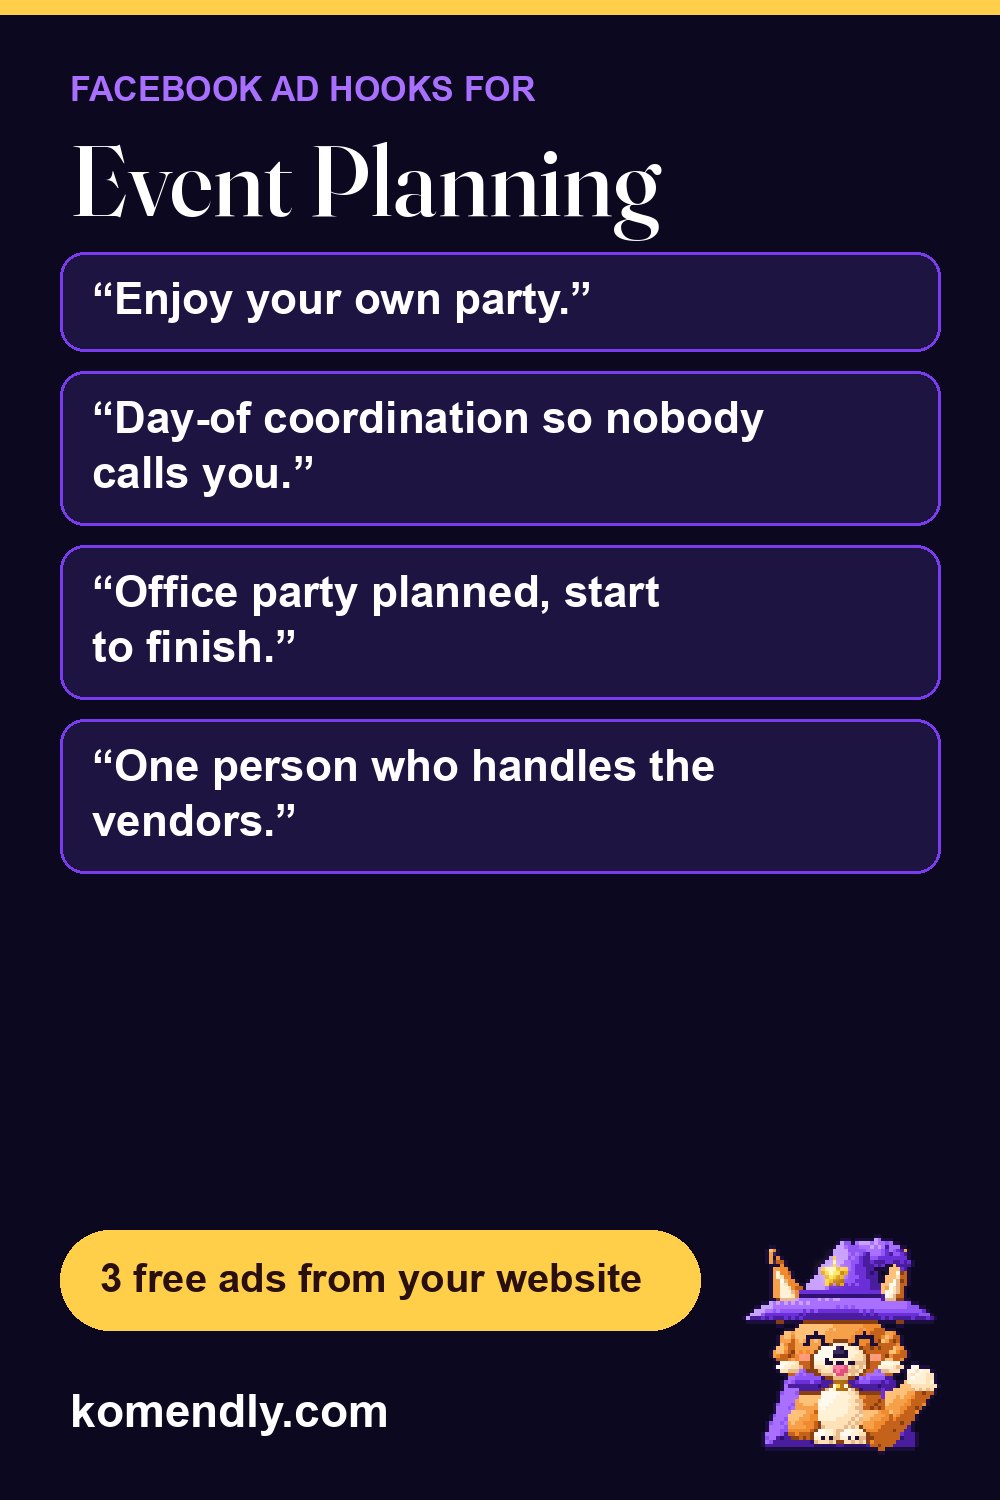 FACEBOOK AD HOOKS FOR
Event Planning
“Enjoy your own party.”
“Day-of coordination so nobody
calls you.”
“Office party planned, start
to finish.”
“One person who handles the
vendors.”
3 free ads from your website
komendly.com